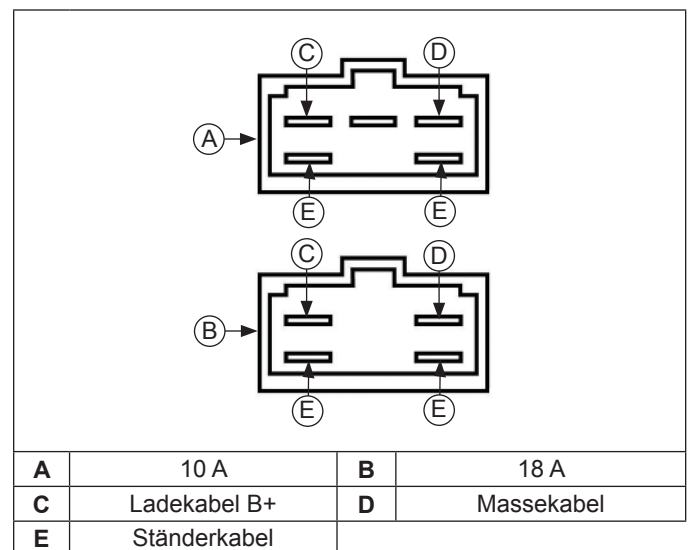 C D
A
E E
C D
B
E E
A 10 A B 18 A
C Ladekabel B+ D Massekabel
E Ständerkabel